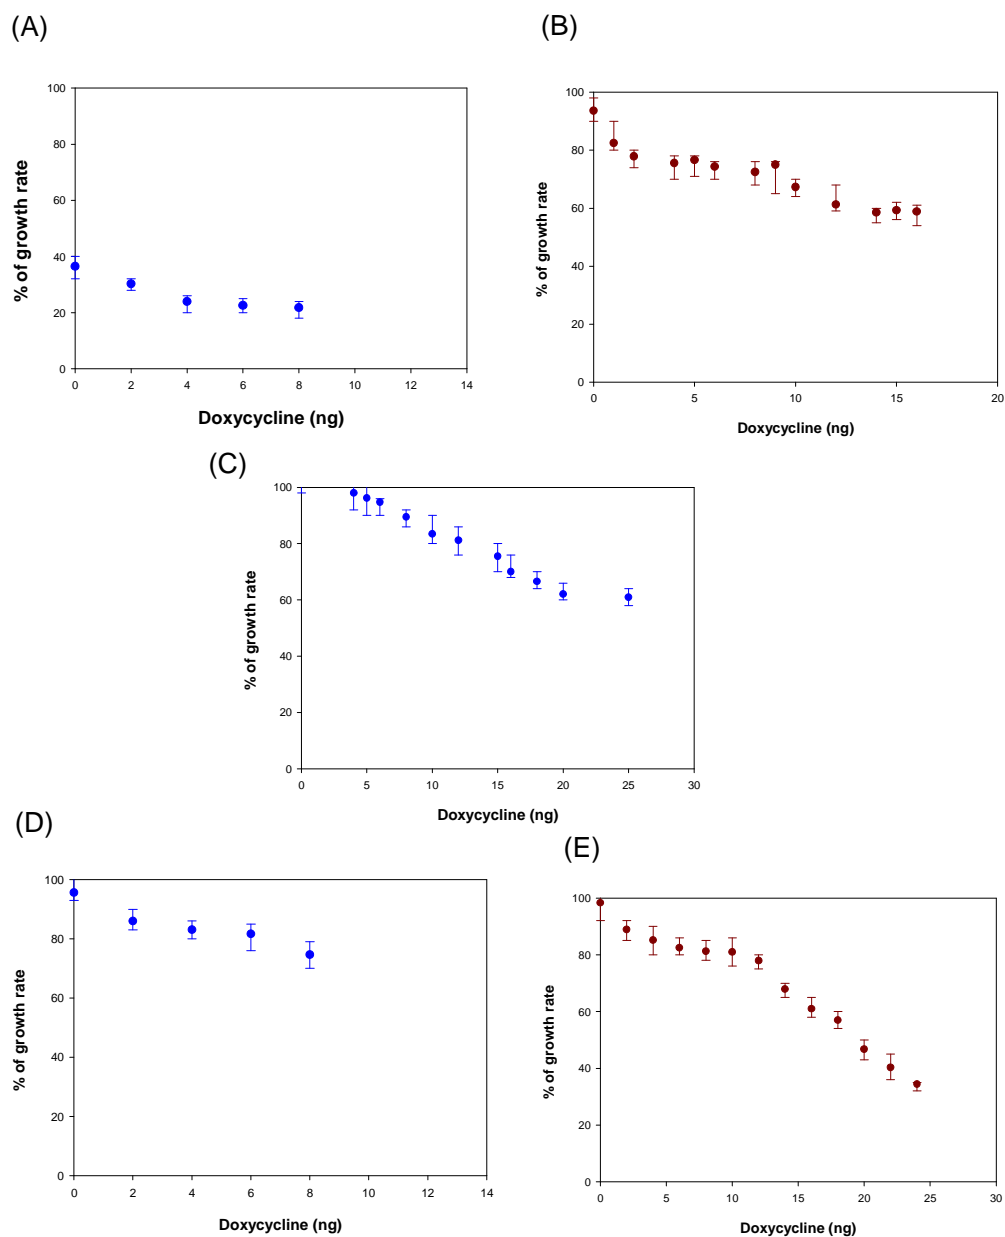 (A)
100
80
60
40
20
0
% of growth rate
0 2 4 6 8 10 12 14
Doxycycline (ng)
(B)
100
80
60
40
20
0
% of growth rate
0 5 10 15 20
Doxycycline (ng)
(C)
100
80
60
40
20
0
% of growth rate
0 5 10 15 20 25 30
Doxycycline (ng)
(D)
100
80
60
40
20
0
% of growth rate
0 2 4 6 8 10 12 14
Doxycycline (ng)
(E)
100
80
60
40
20
0
% of growth rate
0 5 10 15 20 25 30
Doxycycline (ng)